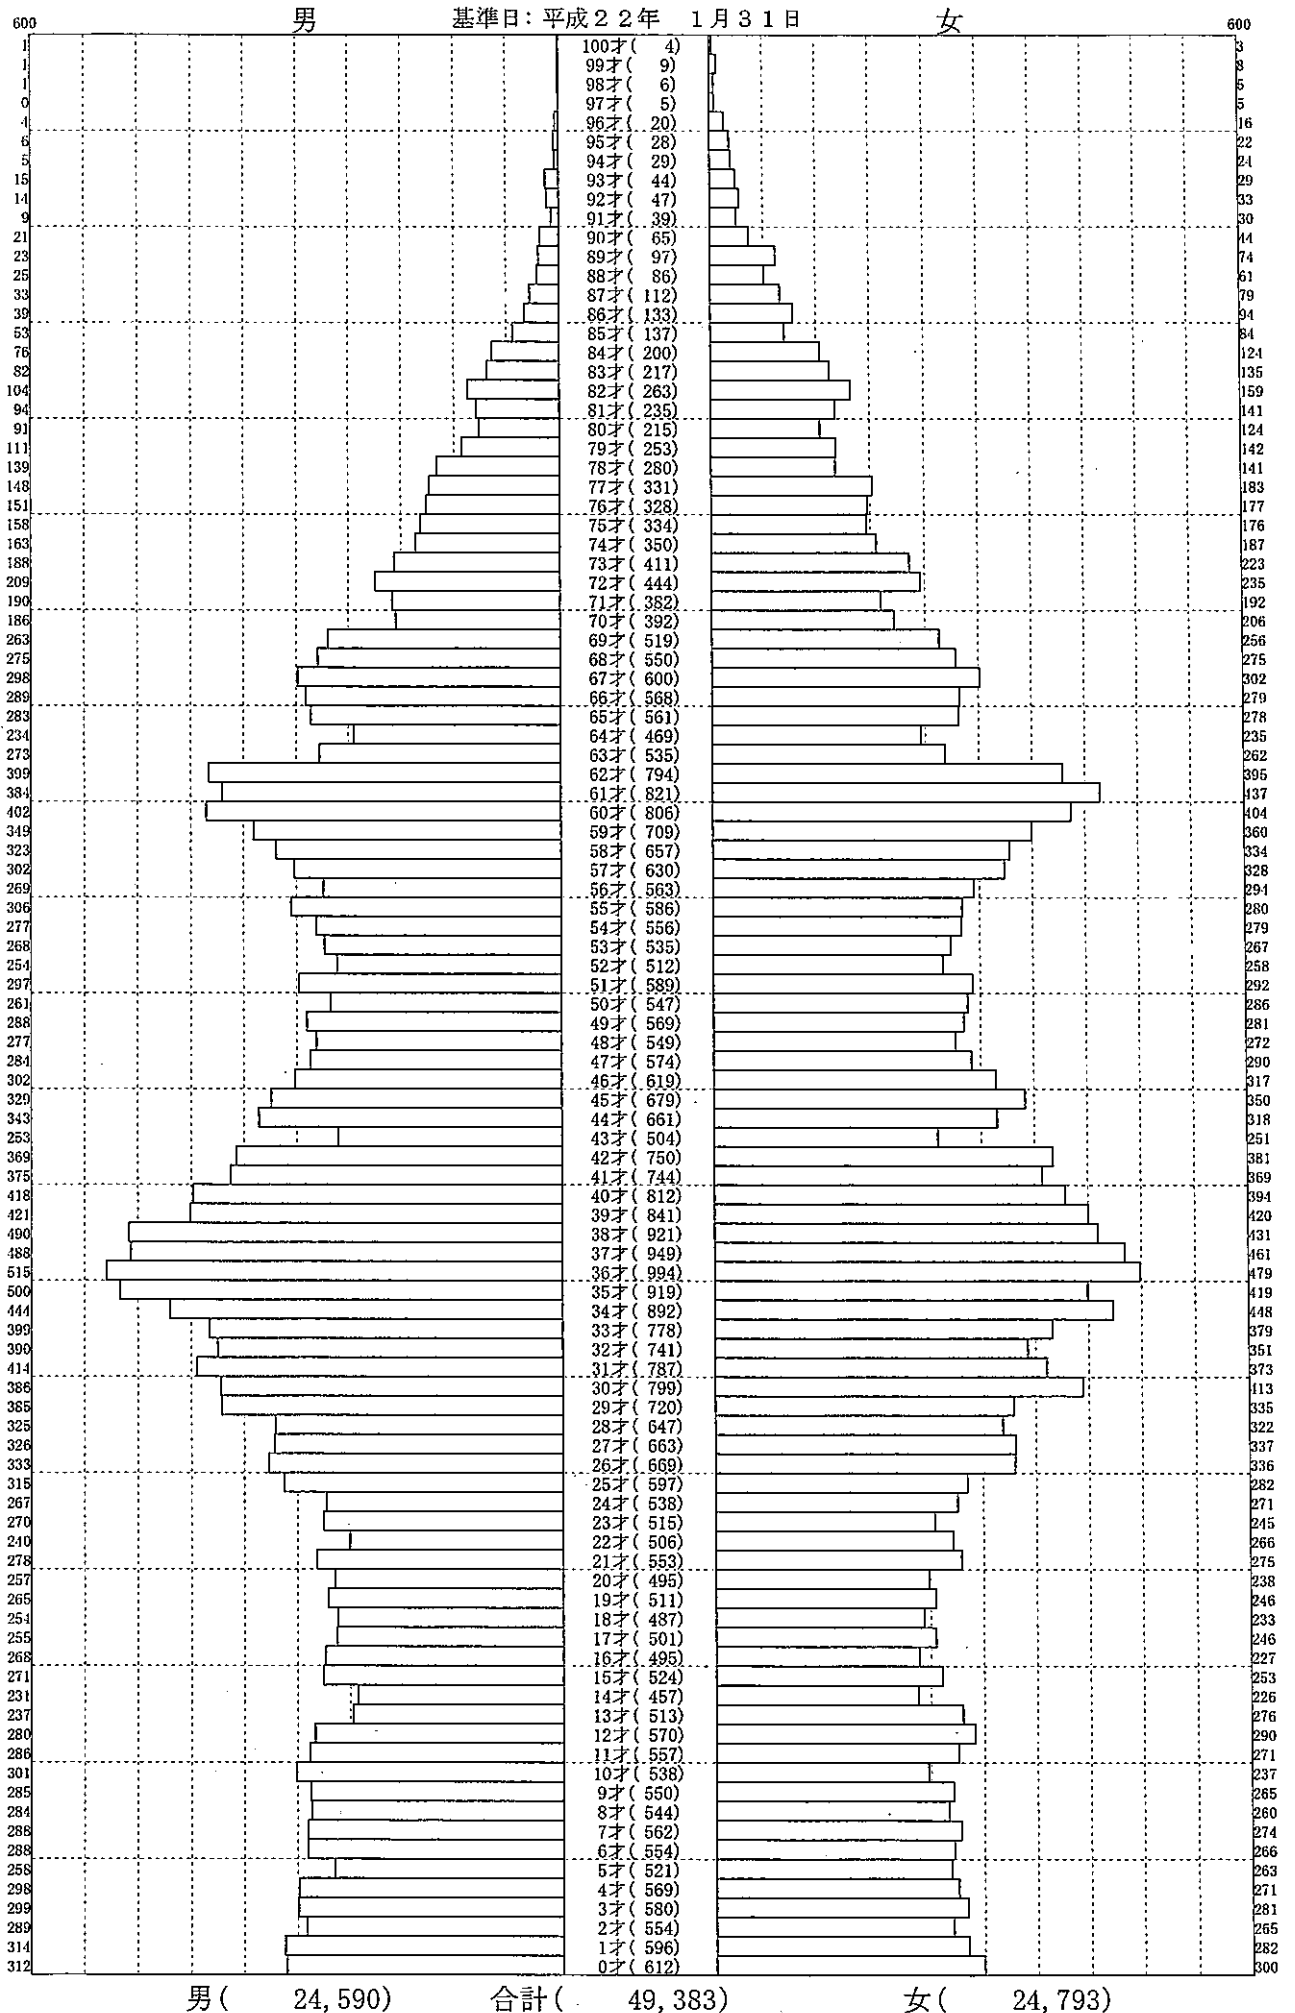 男 基準日：平成２２年　１月３１日 女
600 600
1 100才( 4) 3
1 99才( 9) 8
1 98才( 6) 5
0 97才( 5) 5
4 96才( 20) 16
6 95才( 28) 22
5 94才( 29) 24
15 93才( 44) 29
14 92才( 47) 33
9 91才( 39) 30
21 90才( 65) 44
23 89才( 97) 74
25 88才( 86) 61
33 87才( 112) 79
39 86才( 133) 94
53 85才( 137) 84
76 84才( 200) 124
82 83才( 217) 135
104 82才( 263) 159
94 81才( 235) 141
91 80才( 215) 124
111 79才( 253) 142
139 78才( 280) 141
148 77才( 331) 183
151 76才( 328) 177
158 75才( 334) 176
163 74才( 350) 187
188 73才( 411) 223
209 72才( 444) 235
190 71才( 382) 192
186 70才( 392) 206
263 69才( 519) 256
275 68才( 550) 275
298 67才( 600) 302
289 66才( 568) 279
283 65才( 561) 278
234 64才( 469) 235
273 63才( 535) 262
399 62才( 794) 395
384 61才( 821) 437
402 60才( 806) 404
349 59才( 709) 360
323 58才( 657) 334
302 57才( 630) 328
269 56才( 563) 294
306 55才( 586) 280
277 54才( 556) 279
268 53才( 535) 267
254 52才( 512) 258
297 51才( 589) 292
261 50才( 547) 286
288 49才( 569) 281
277 48才( 549) 272
284 47才( 574) 290
302 46才( 619) 317
329 45才( 679) 350
343 44才( 661) 318
253 43才( 504) 251
369 42才( 750) 381
375 41才( 744) 369
418 40才( 812) 394
421 39才( 841) 420
490 38才( 921) 431
488 37才( 949) 461
515 36才( 994) 479
500 35才( 919) 419
444 34才( 892) 448
399 33才( 778) 379
390 32才( 741) 351
414 31才( 787) 373
386 30才( 799) 413
385 29才( 720) 335
325 28才( 647) 322
326 27才( 663) 337
333 26才( 669) 336
315 25才( 597) 282
267 24才( 538) 271
270 23才( 515) 245
240 22才( 506) 266
278 21才( 553) 275
257 20才( 495) 238
265 19才( 511) 246
254 18才( 487) 233
255 17才( 501) 246
268 16才( 495) 227
271 15才( 524) 253
231 14才( 457) 226
237 13才( 513) 276
280 12才( 570) 290
286 11才( 557) 271
301 10才( 538) 237
285 9才( 550) 265
284 8才( 544) 260
288 7才( 562) 274
288 6才( 554) 266
258 5才( 521) 263
298 4才( 569) 271
299 3才( 580) 281
289 2才( 554) 265
314 1才( 596) 282
312 0才( 612) 300
男( 24,590) 合計( 49,383) 女( 24,793)